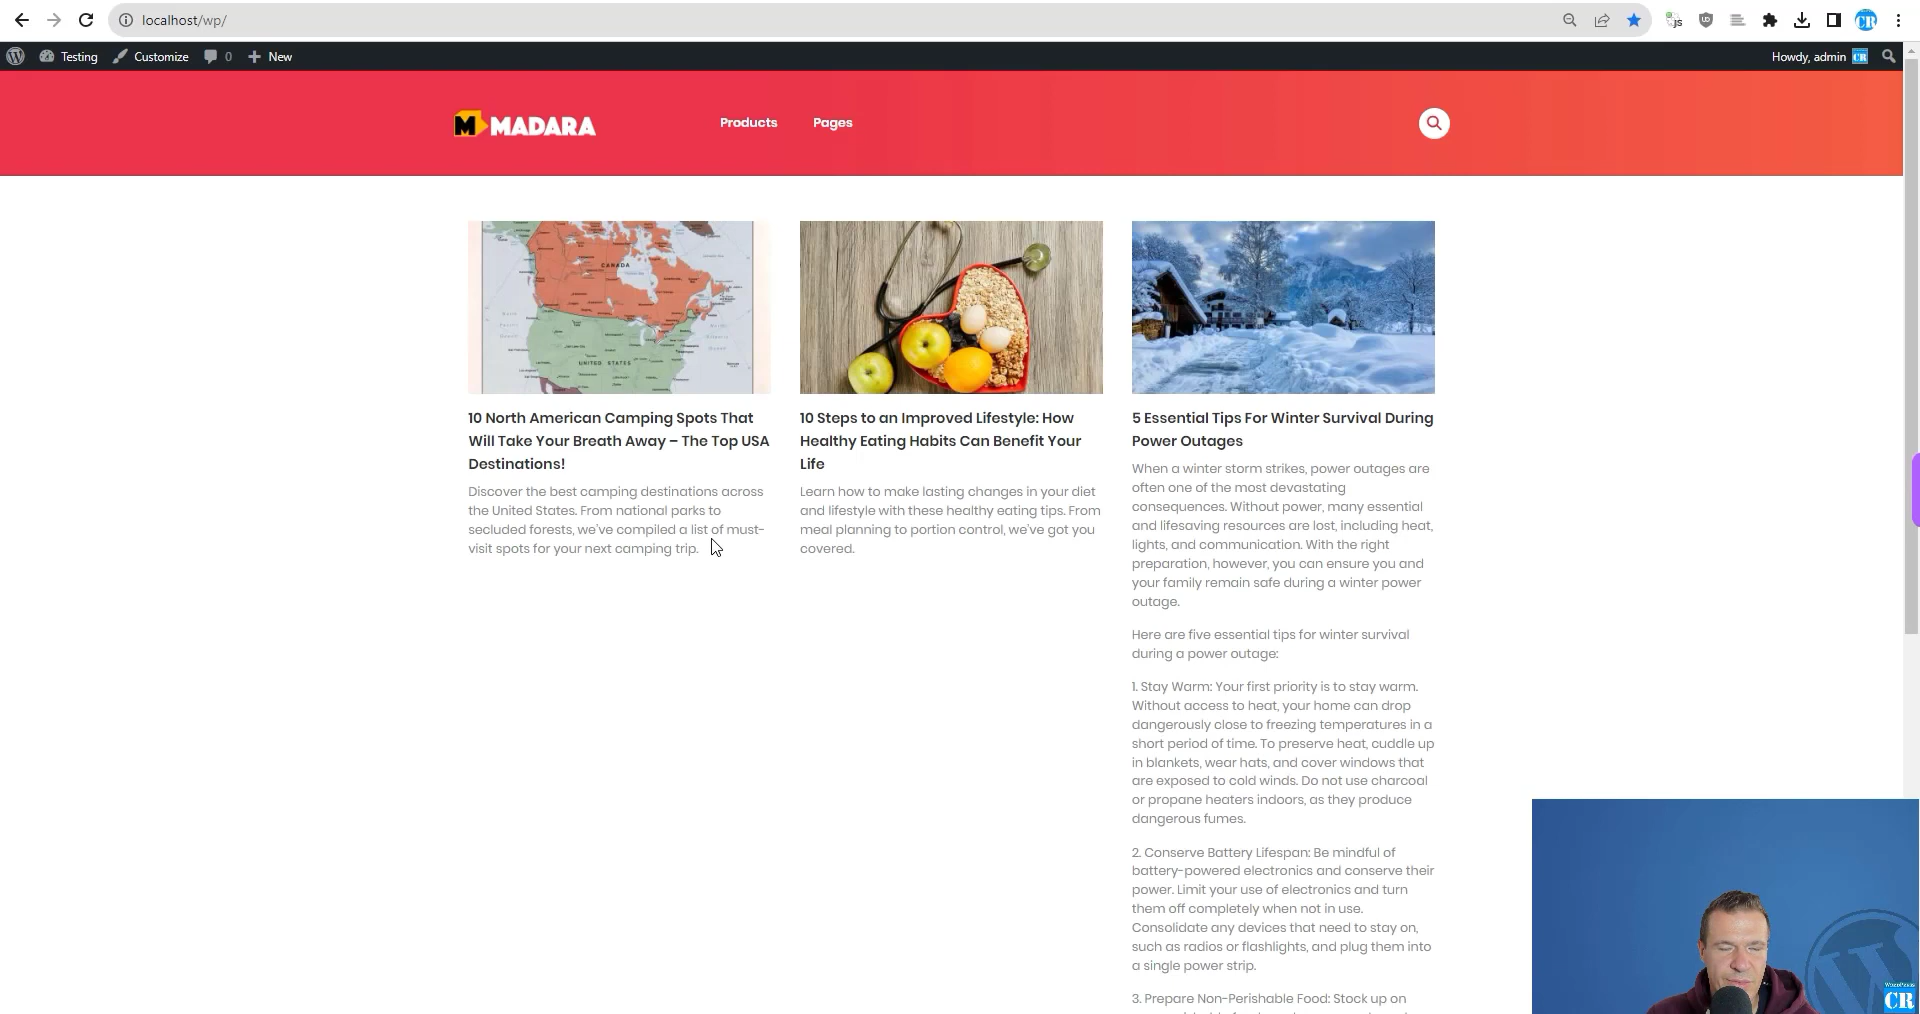 localhost/wp/
JS
CR
Testing
Customize
0
New
Howdy, admin
CR
M MADARA
Products
Pages
CANADA
UNITED STATES
10 North American Camping Spots That
Will Take Your Breath Away – The Top USA
Destinations!
Discover the best camping destinations across
the United States. From national parks to
secluded forests, we've compiled a list of must-
visit spots for your next camping trip.
10 Steps to an Improved Lifestyle: How
Healthy Eating Habits Can Benefit Your
Life
Learn how to make lasting changes in your diet
and lifestyle with these healthy eating tips. From
meal planning to portion control, we've got you
covered.
5 Essential Tips For Winter Survival During
Power Outages
When a winter storm strikes, power outages are
often one of the most devastating
consequences. Without power, many essential
and lifesaving resources are lost, including heat,
lights, and communication. With the right
preparation, however, you can ensure you and
your family remain safe during a winter power
outage.
Here are five essential tips for winter survival
during a power outage:
1. Stay Warm: Your first priority is to stay warm.
Without access to heat, your home can drop
dangerously close to freezing temperatures in a
short period of time. To preserve heat, cuddle up
in blankets, wear hats, and cover windows that
are exposed to cold winds. Do not use charcoal
or propane heaters indoors, as they produce
dangerous fumes.
2. Conserve Battery Lifespan: Be mindful of
battery-powered electronics and conserve their
power. Limit your use of electronics and turn
them off completely when not in use.
Consolidate any devices that need to stay on,
such as radios or flashlights, and plug them into
a single power strip.
3. Prepare Non-Perishable Food: Stock up on
WORDPRESS
CR